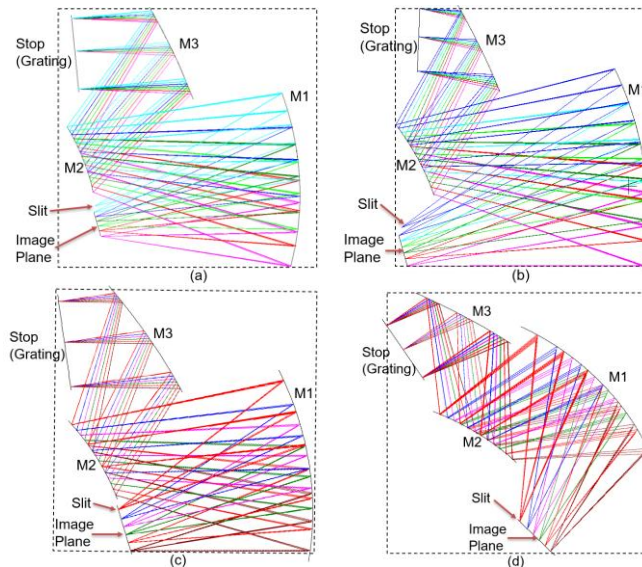 Stop
(Grating)
M3
M1
M2
Slit
Image
Plane
(a)
Stop
(Grating)
M3
M1
M2
Slit
Image
Plane
(b)
Stop
(Grating)
M3
M1
M2
Slit
Image
Plane
(c)
Stop
(Grating)
M3
M1
M2
Slit
Image
Plane
(d)